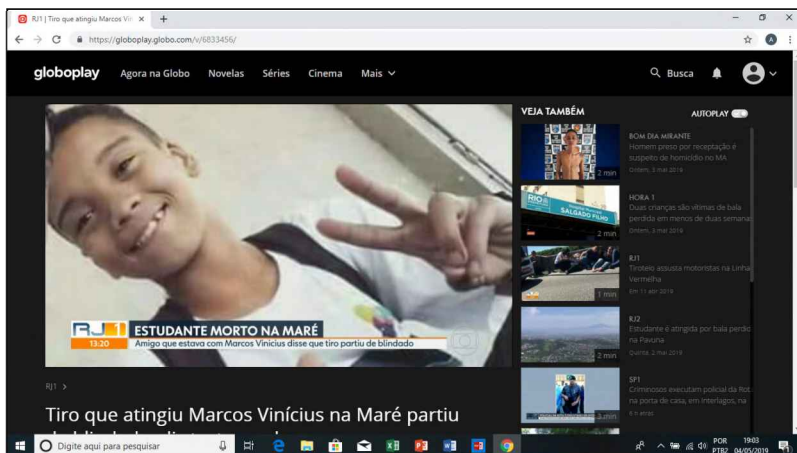 RJ1 | Tiro que atingiu Marcos Vin
https://globoplay.globo.com/v/6833456/
globoplay Agora na Globo Novelas Séries Cinema Mais Busca
RJ1 ESTUDANTE MORTO NA MARÉ
13:20 Amigo que estava com Marcos Vinicius disse que tiro partiu de blindado
RJ1 >
Tiro que atingiu Marcos Vinícius na Maré partiu
VEJA TAMBÉM AUTOPLAY
2 min
BOM DIA MIRANTE
Homem preso por receptação é
suspeito de homicídio no MA
Ontem, 3 mai 2019
RIO
SALGADO FILHO
2 min
HORA 1
Duas crianças são vítimas de bala
perdida em menos de duas semana
Ontem, 3 mai 2019
1 min
RJ1
Tiroteio assusta motoristas na Linha
Vermelha
Em 11 abr 2019
2 min
RJ2
Estudante é atingida por bala perdid
na Pavuna
Quinta, 2 mai 2019
3 min
SP1
Criminosos executam policial da Rot
na porta de casa, em Interlagos, na
Digite aqui para pesquisar
POR 19:03
PTB2 04/05/2019